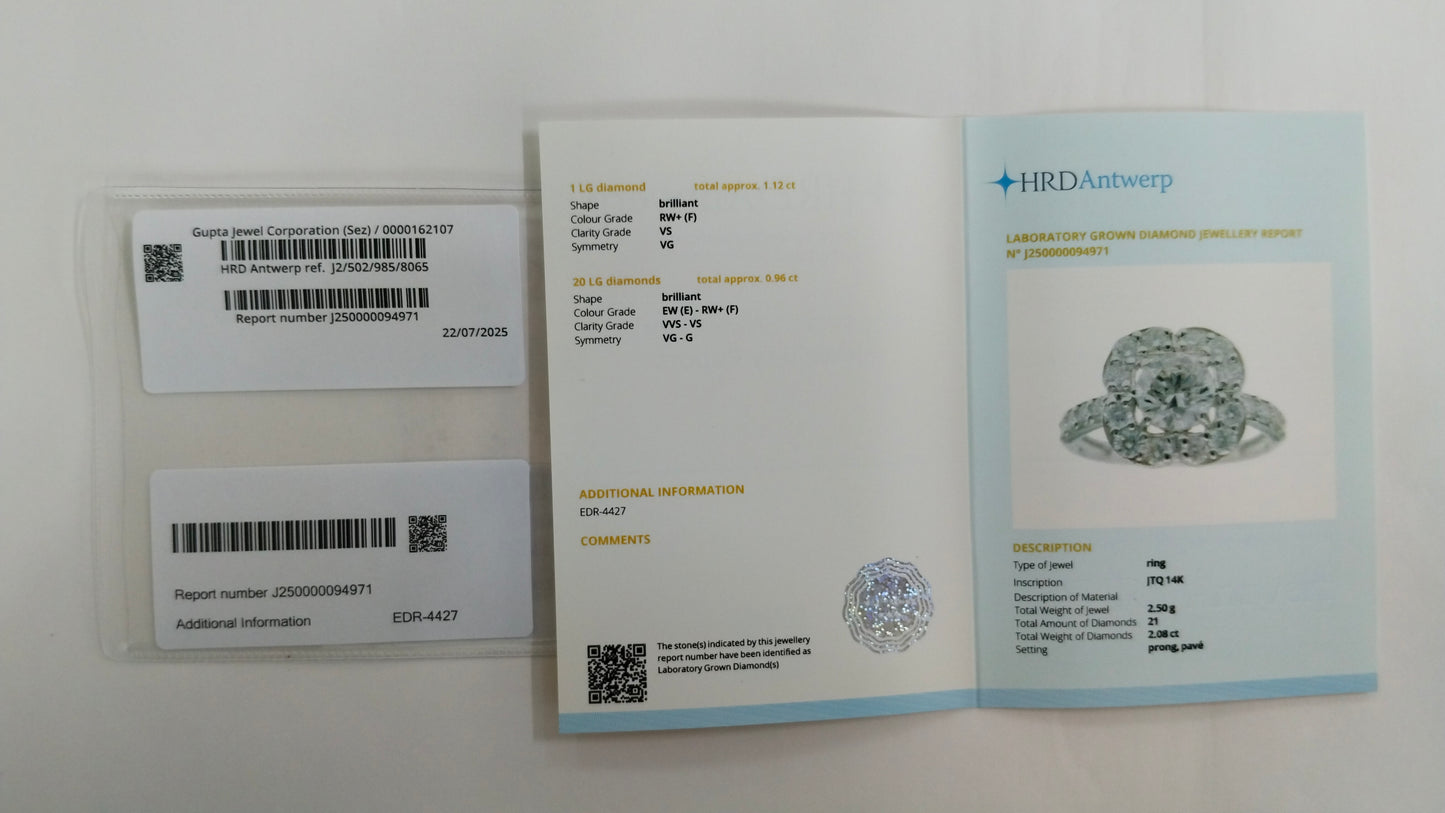 Gupta Jewel Corporation (Sez) / 0000162107
HRD Antwerp ref. J2/502/985/8065
Report number J250000094971
22/07/2025
Report number J250000094971
Additional Information EDR-4427
1 LG diamond total approx. 1.12 ct
Shape brilliant
Colour Grade RW+ (F)
Clarity Grade VS
Symmetry VG
20 LG diamonds total approx. 0.96 ct
Shape brilliant
Colour Grade EW (E) - RW+ (F)
Clarity Grade VVS - VS
Symmetry VG - G
ADDITIONAL INFORMATION
EDR-4427
COMMENTS
The stone(s) indicated by this jewellery
report number have been identified as
Laboratory Grown Diamond(s)
HRDAntwerp
LABORATORY GROWN DIAMOND JEWELLERY REPORT
N° J250000094971
DESCRIPTION
Type of Jewel ring
Inscription JTQ 14K
Description of Material
Total Weight of Jewel 2.50 g
Total Amount of Diamonds 21
Total Weight of Diamonds 2.08 ct
Setting prong, pavé